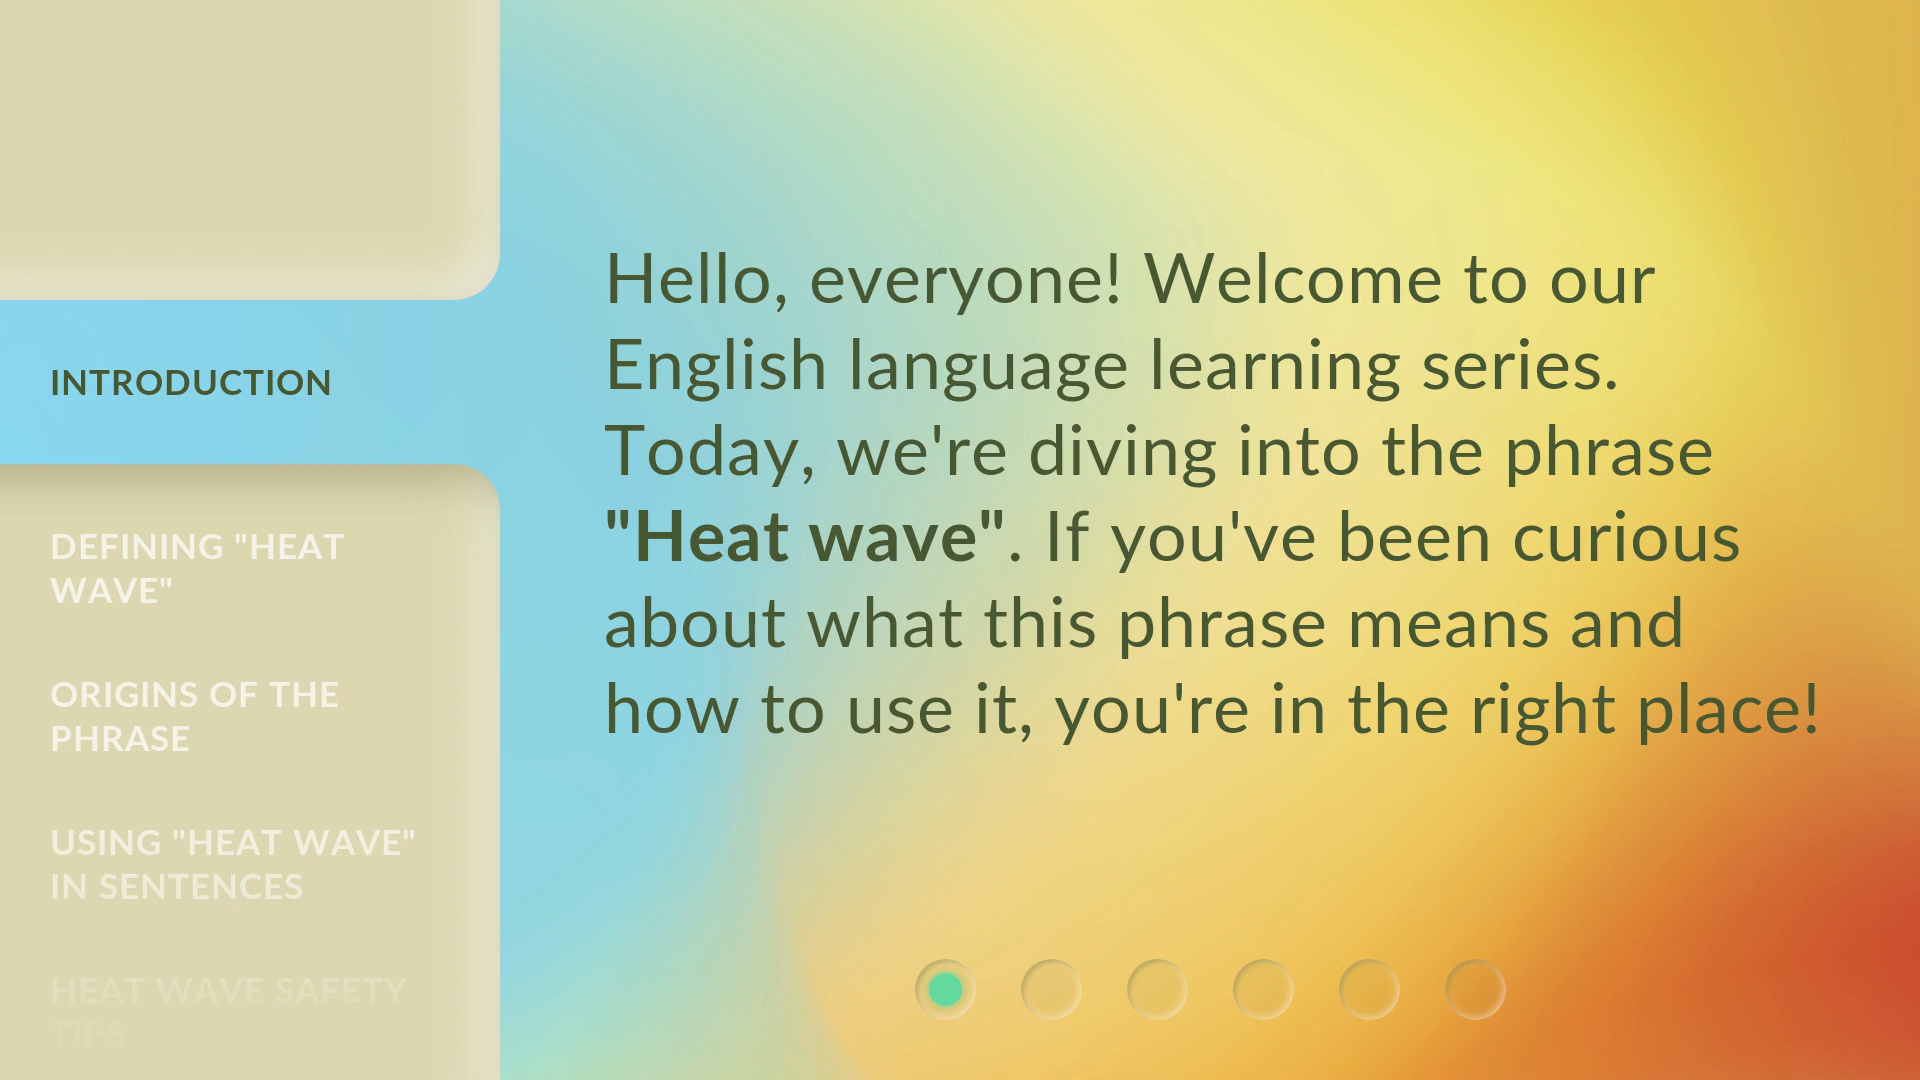 INTRODUCTION
DEFINING "HEAT
WAVE"
ORIGINS OF THE
PHRASE
USING "HEAT WAVE"
IN SENTENCES
HEAT WAVE SAFETY
TIPS
Hello, everyone! Welcome to our
English language learning series.
Today, we're diving into the phrase
"Heat wave". If you've been curious
about what this phrase means and
how to use it, you're in the right place!